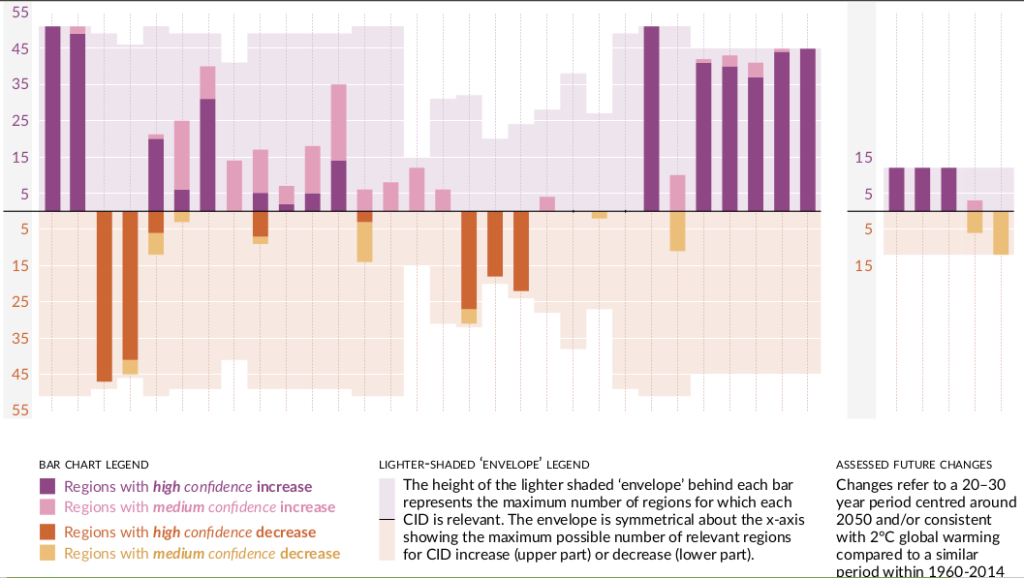 55
45
35
25
15
5
5
15
25
35
45
55
15
5
5
15
BAR CHART LEGEND
Regions with high confidence increase
Regions with medium confidence increase
Regions with high confidence decrease
Regions with medium confidence decrease
LIGHTER-SHADED ‘ENVELOPE’ LEGEND
The height of the lighter shaded ‘envelope’ behind each bar
represents the maximum number of regions for which each
CID is relevant. The envelope is symmetrical about the x-axis
showing the maximum possible number of relevant regions
for CID increase (upper part) or decrease (lower part).
ASSESSED FUTURE CHANGES
Changes refer to a 20–30
year period centred around
2050 and/or consistent
with 2°C global warming
compared to a similar
period within 1960-2014